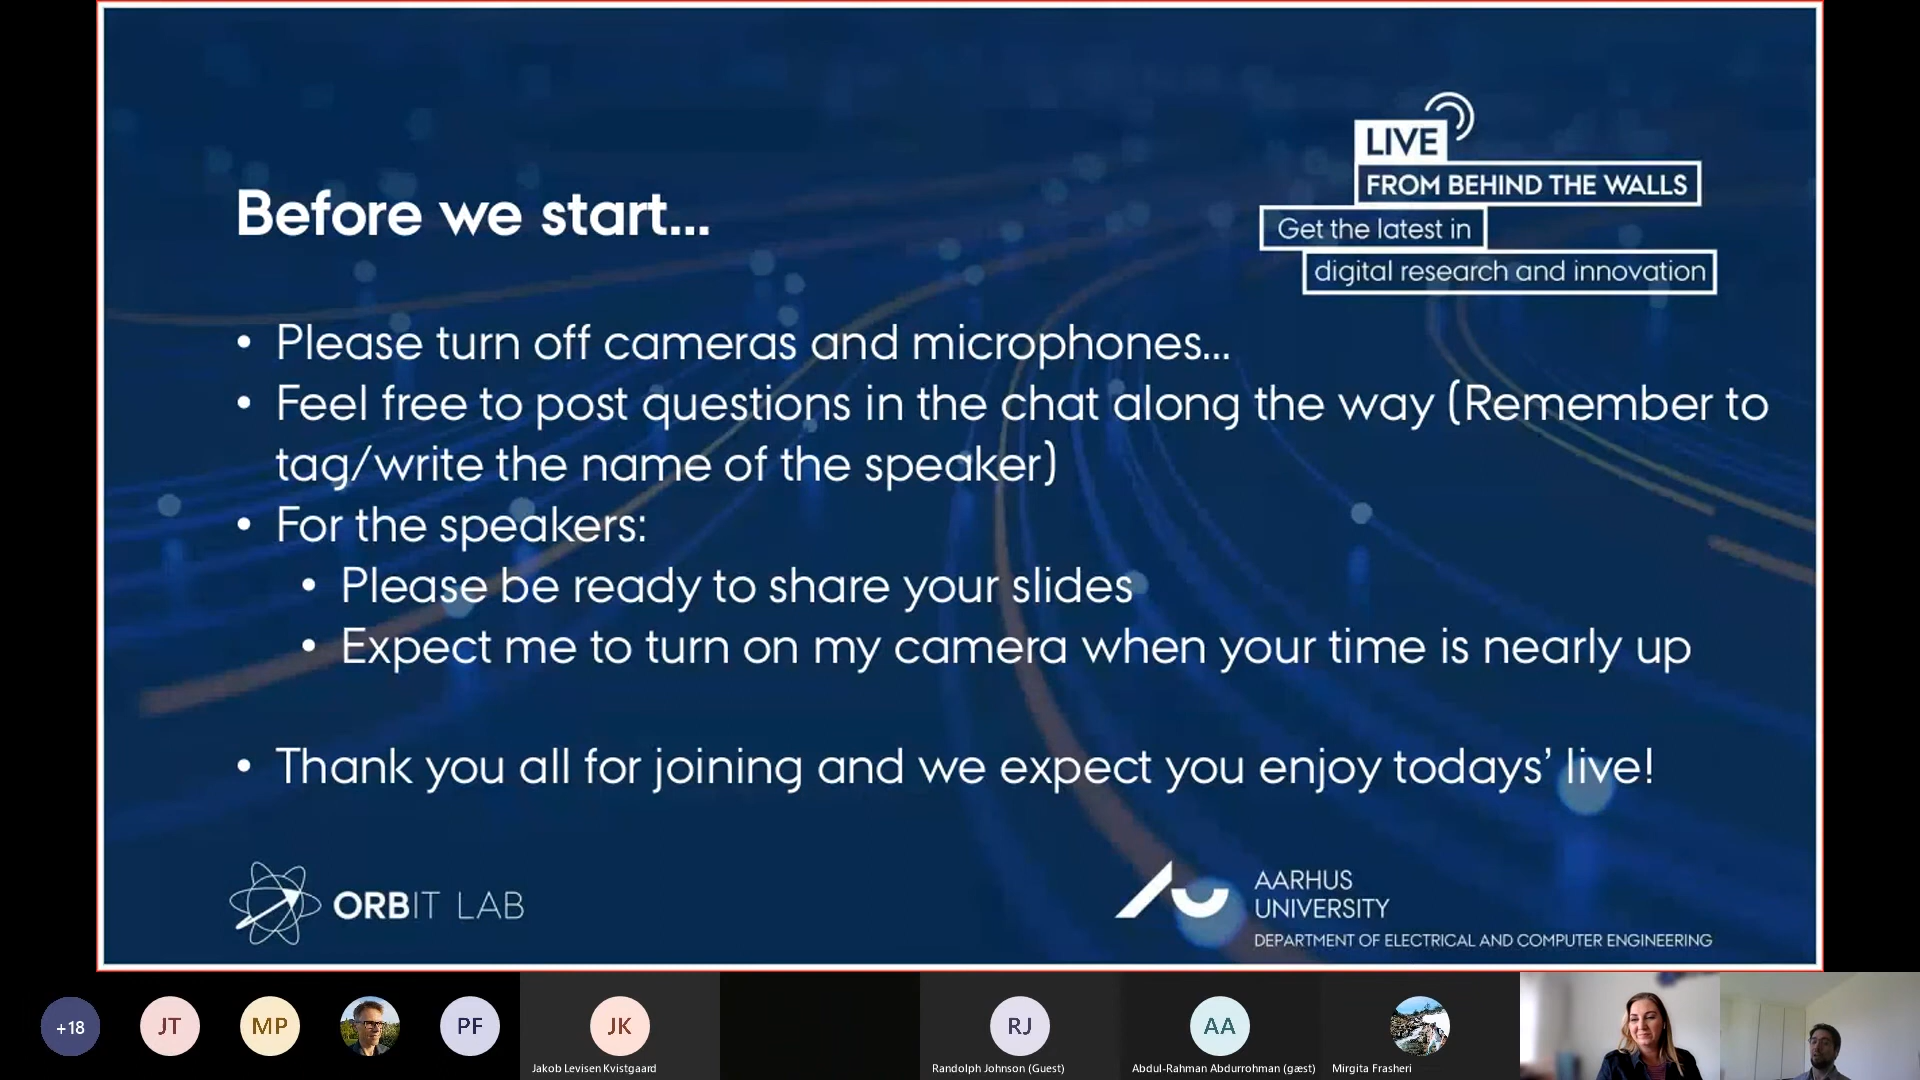 LIVE
FROM BEHIND THE WALLS
Get the latest in
digital research and innovation
Before we start...
• Please turn off cameras and microphones...
• Feel free to post questions in the chat along the way (Remember to
tag/write the name of the speaker)
• For the speakers:
• Please be ready to share your slides
• Expect me to turn on my camera when your time is nearly up
• Thank you all for joining and we expect you enjoy todays’ live!
ORBIT LAB
AARHUS
UNIVERSITY
DEPARTMENT OF ELECTRICAL AND COMPUTER ENGINEERING
+18
JT
MP
PF
JK
Jakob Levisen Kvistgaard
RJ
Randolph Johnson (Guest)
AA
Abdul-Rahman Abdurrohman (gæst)
Mirgita Frasheri